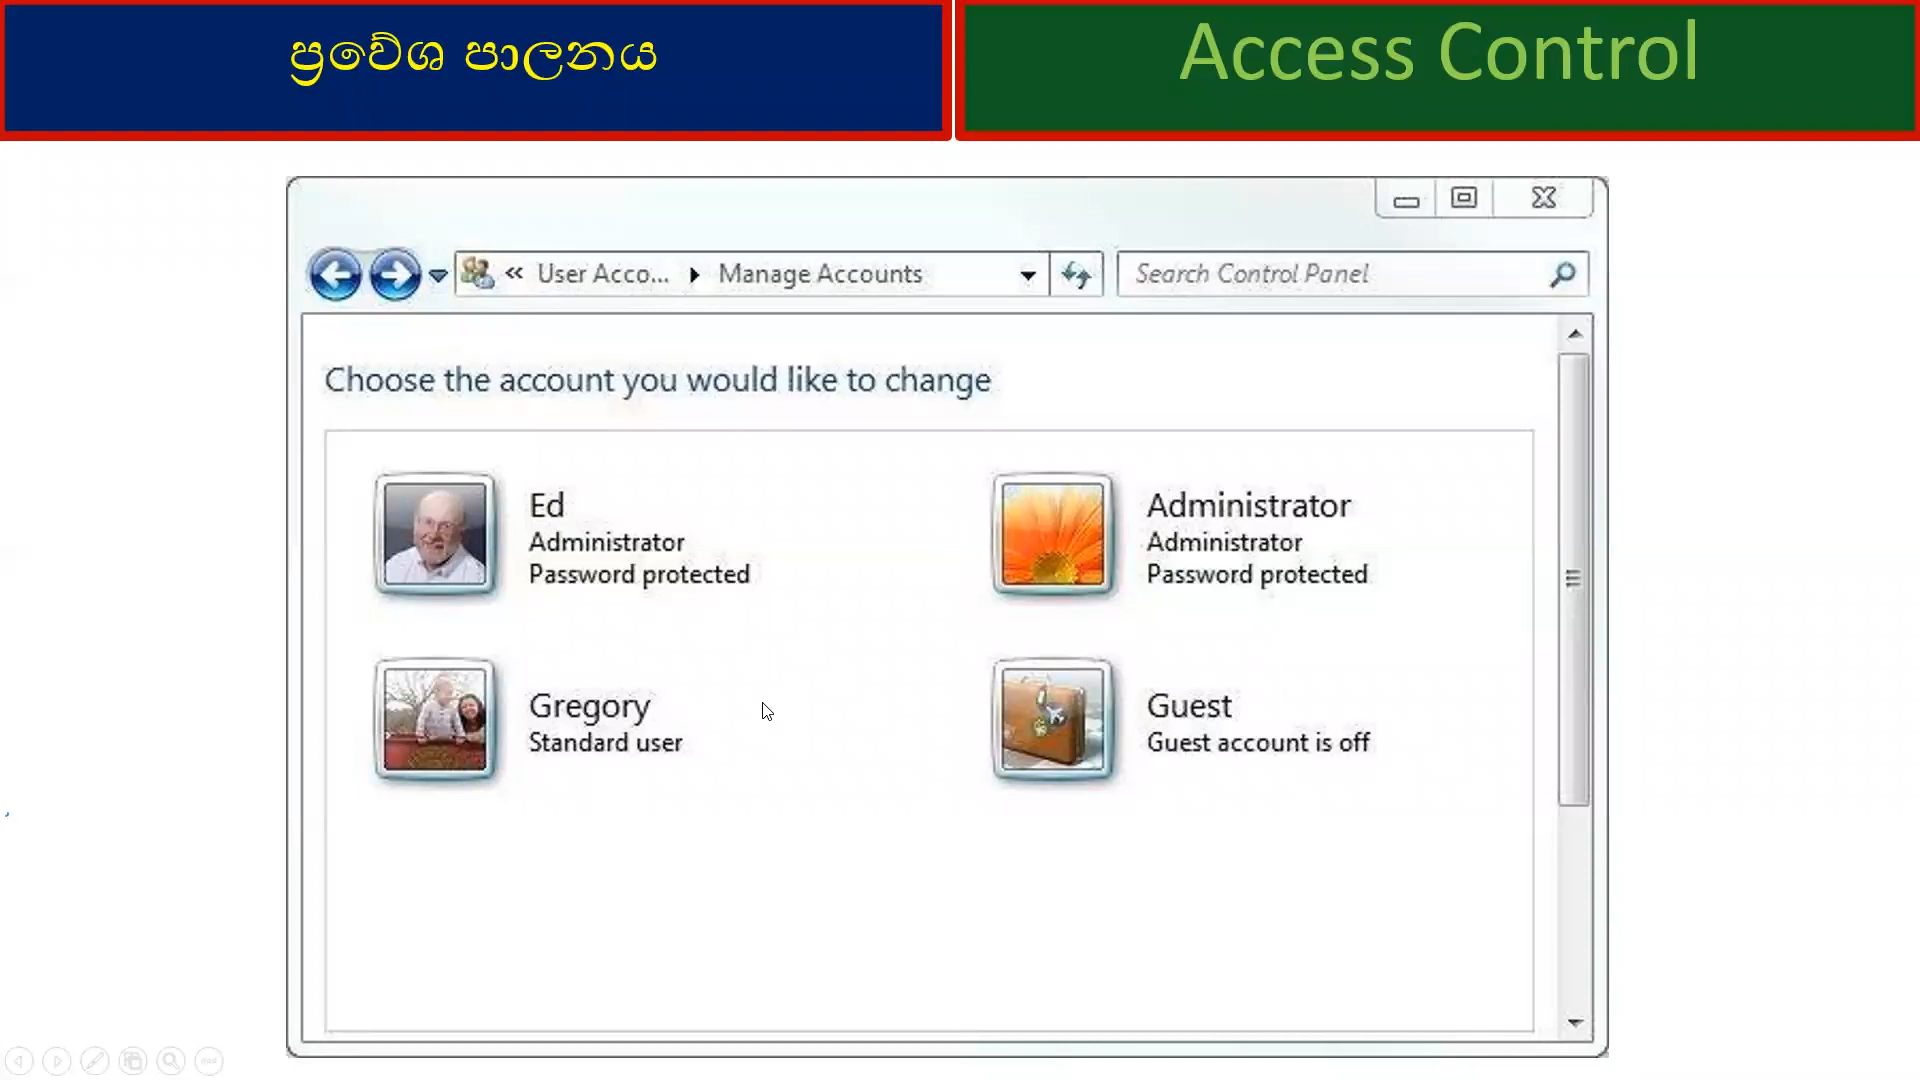 ප්‍රවේශ පාලනය
Access Control
« User Acco... Manage Accounts
Search Control Panel
Choose the account you would like to change
Ed
Administrator
Password protected
Administrator
Administrator
Password protected
Gregory
Standard user
Guest
Guest account is off